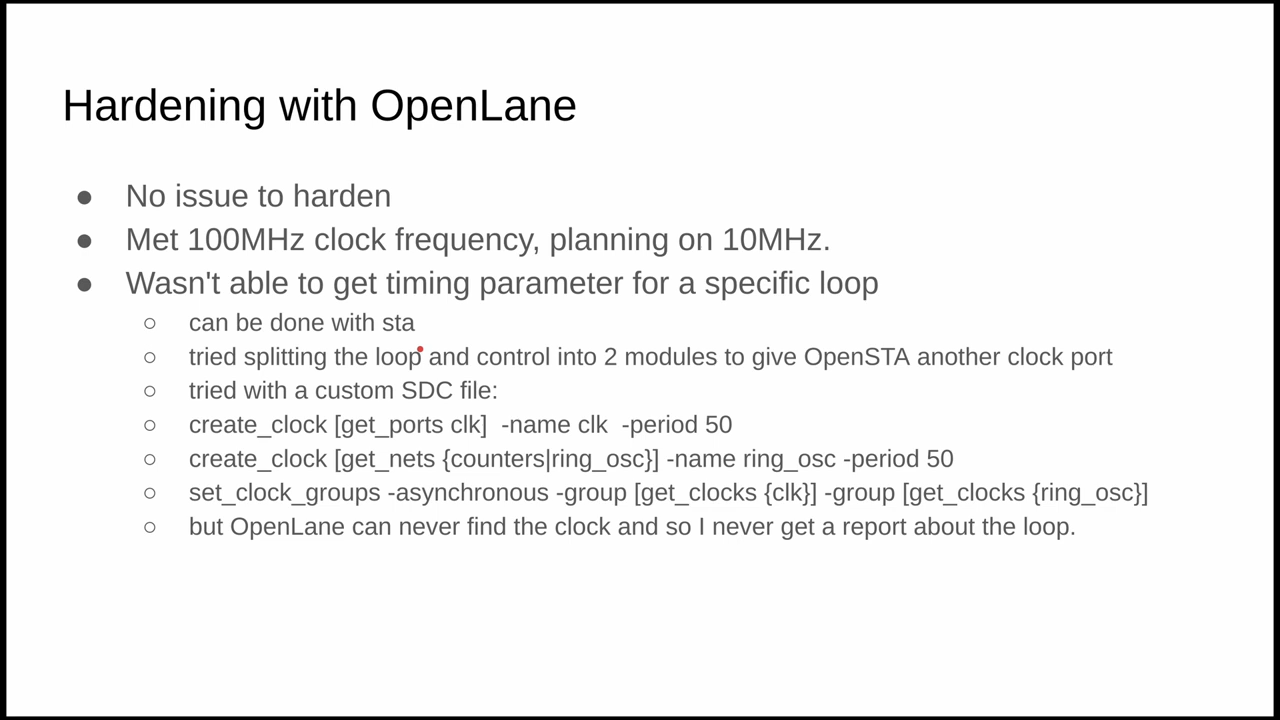 Hardening with OpenLane
● No issue to harden
● Met 100MHz clock frequency, planning on 10MHz.
● Wasn't able to get timing parameter for a specific loop
○ can be done with sta
○ tried splitting the loop and control into 2 modules to give OpenSTA another clock port
○ tried with a custom SDC file:
○ create_clock [get_ports clk]  -name clk  -period 50
○ create_clock [get_nets {counters|ring_osc}] -name ring_osc -period 50
○ set_clock_groups -asynchronous -group [get_clocks {clk}] -group [get_clocks {ring_osc}]
○ but OpenLane can never find the clock and so I never get a report about the loop.